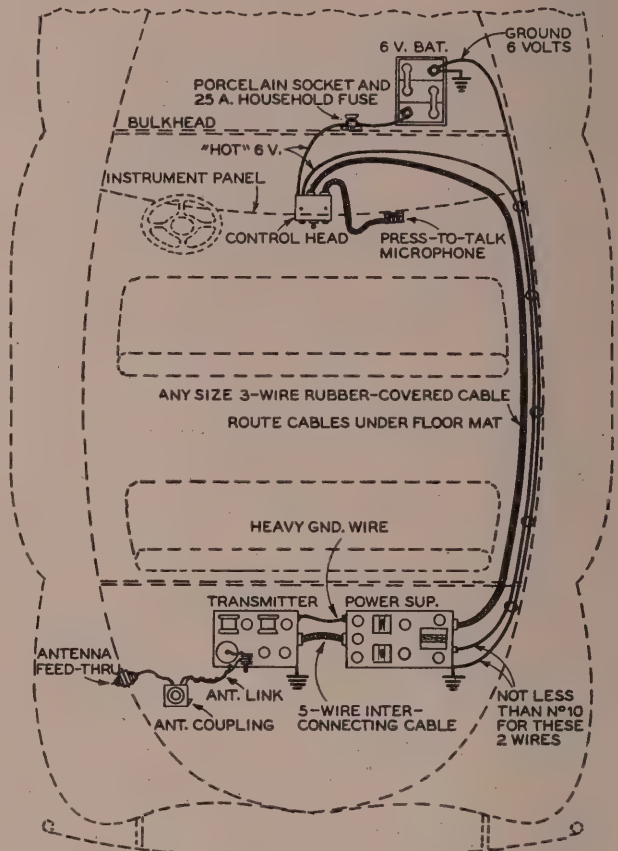 GROUND
6 VOLTS
6 V. BAT.
PORCELAIN SOCKET AND
25 A. HOUSEHOLD FUSE
BULKHEAD
"HOT" 6 V.
INSTRUMENT PANEL
CONTROL HEAD
PRESS-TO-TALK
MICROPHONE
ANY SIZE 3-WIRE RUBBER-COVERED CABLE
ROUTE CABLES UNDER FLOOR MAT
HEAVY GND. WIRE
TRANSMITTER
POWER SUP.
ANTENNA
FEED-THRU
ANT. LINK
ANT. COUPLING
5-WIRE INTER-
CONNECTING CABLE
NOT LESS
THAN Nº10
FOR THESE
2 WIRES